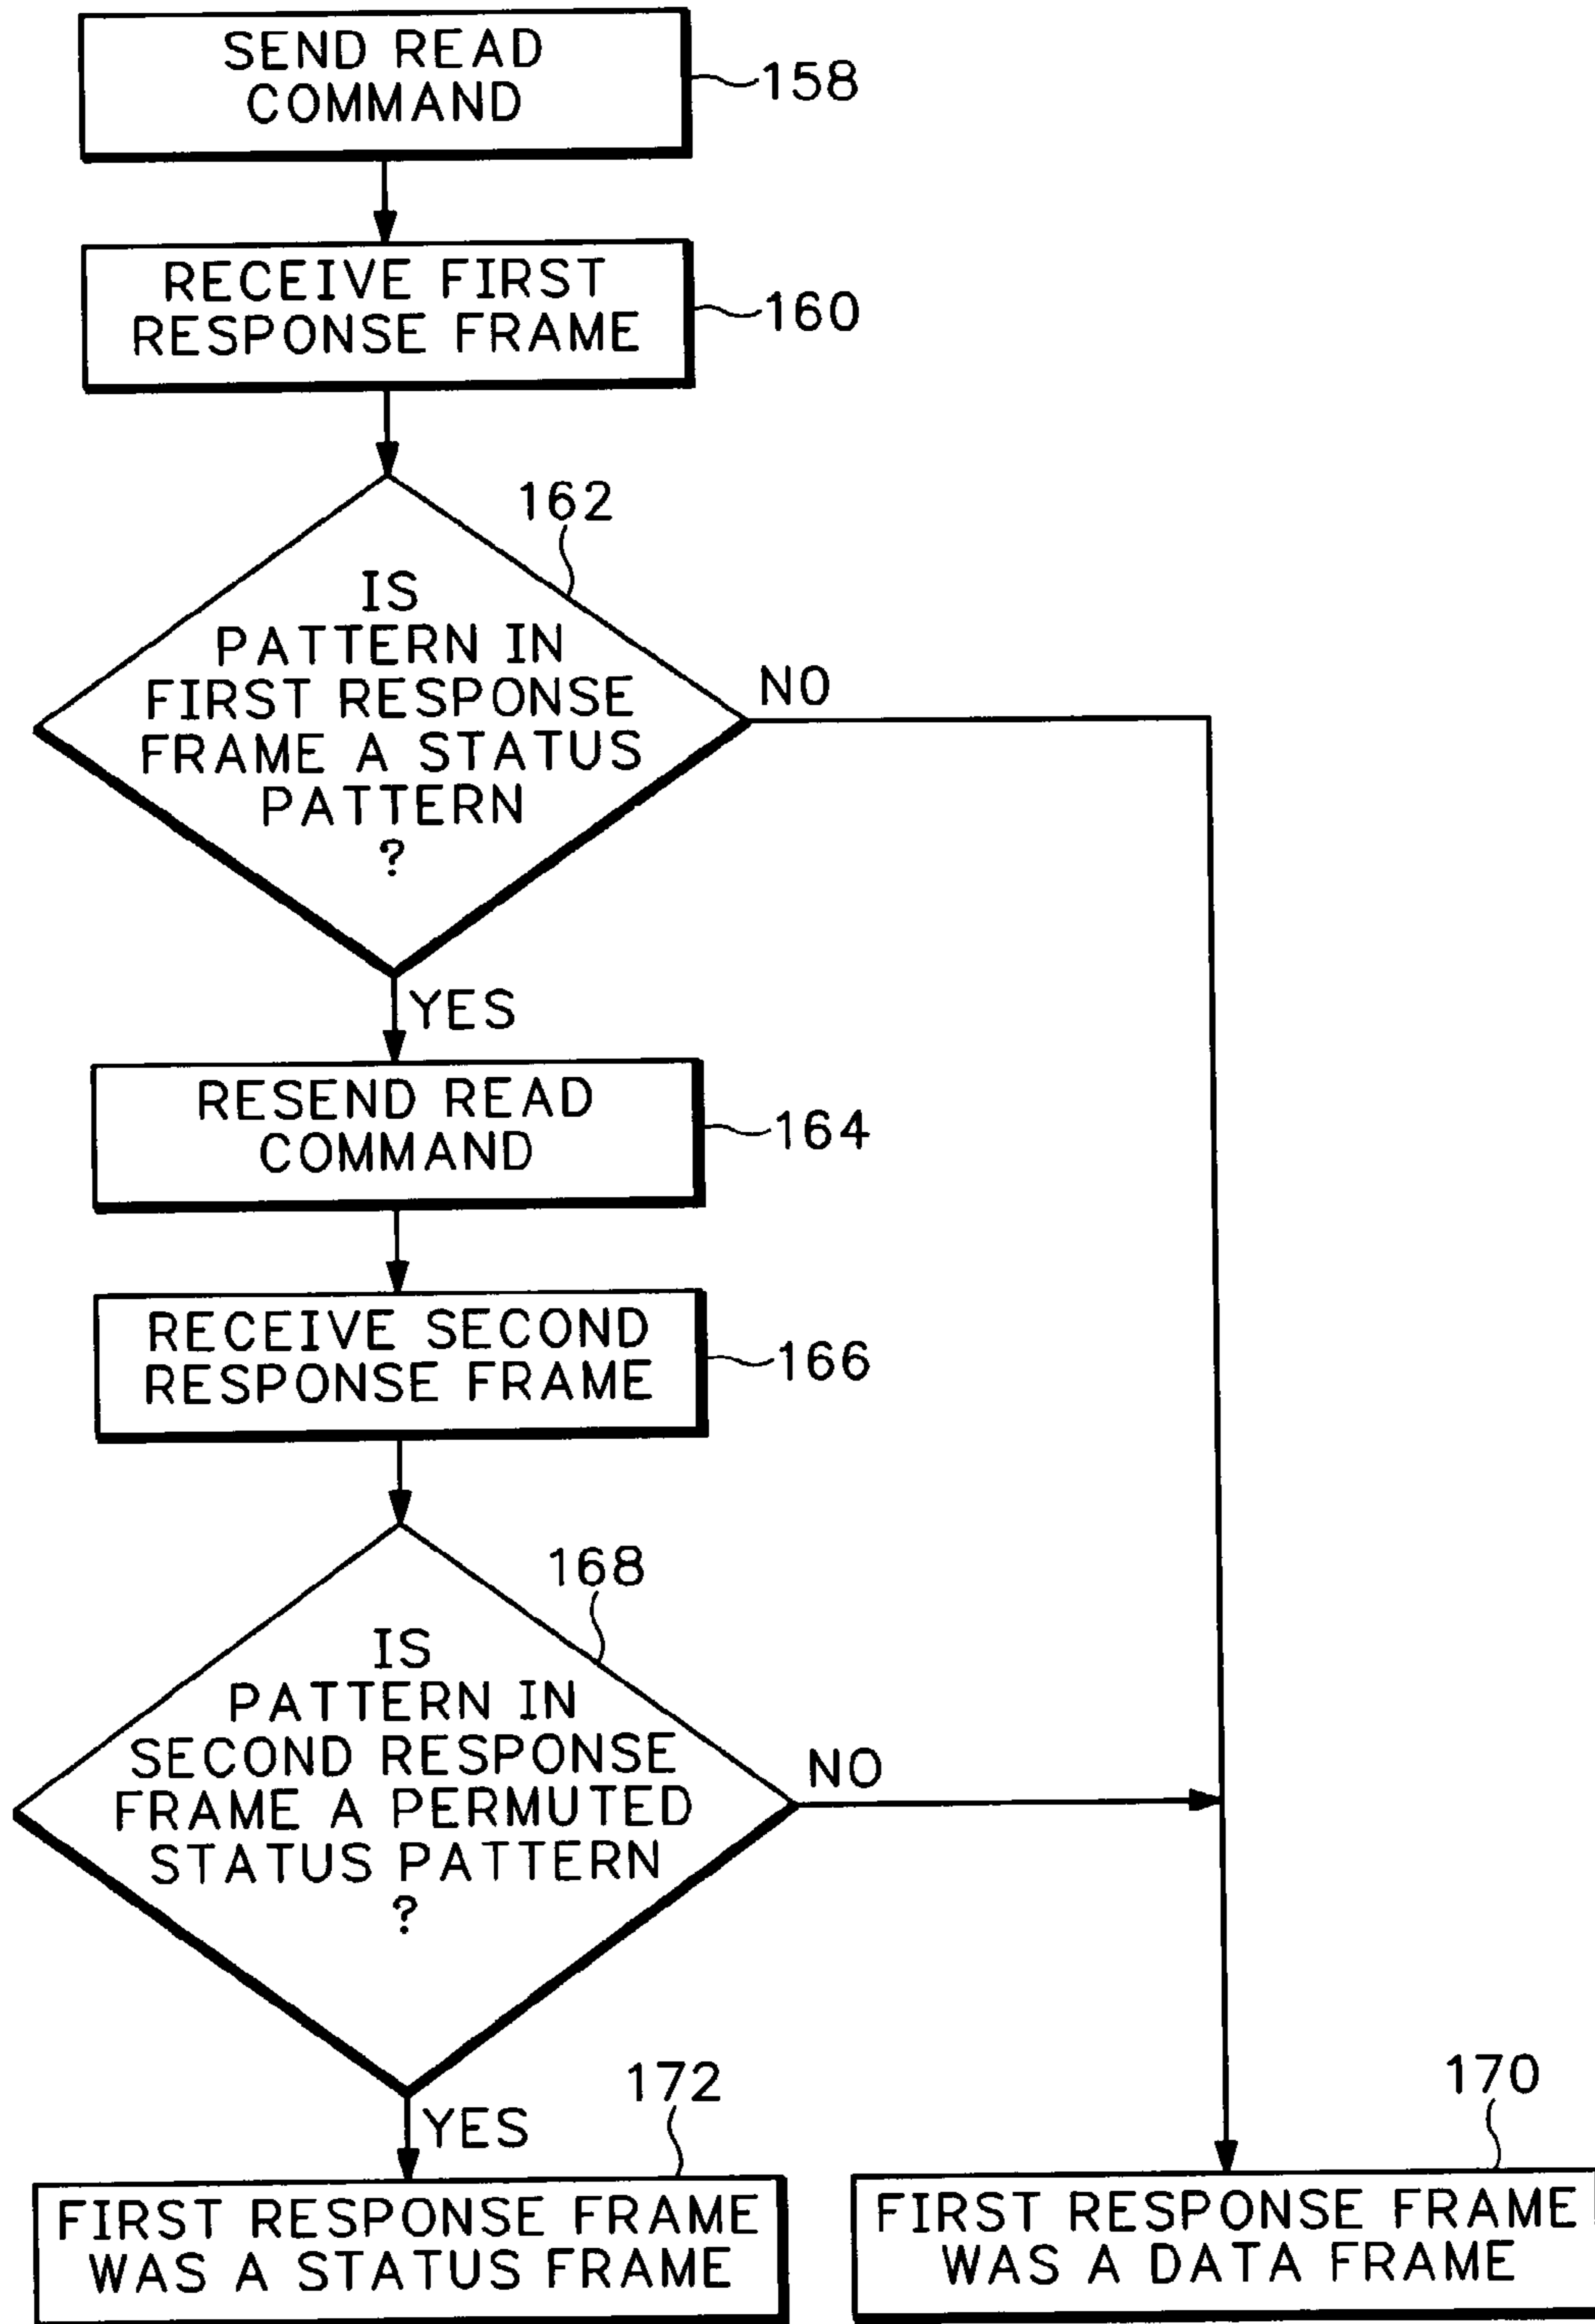 SEND READ
COMMAND
158
RECEIVE FIRST
RESPONSE FRAME
160
162
IS
PATTERN IN
FIRST RESPONSE
FRAME A STATUS
PATTERN
?
NO
YES
RESEND READ
COMMAND
164
RECEIVE SECOND
RESPONSE FRAME
166
168
IS
PATTERN IN
SECOND RESPONSE
FRAME A PERMUTED
STATUS PATTERN
?
NO
YES
172
FIRST RESPONSE FRAME
WAS A STATUS FRAME
170
FIRST RESPONSE FRAME
WAS A DATA FRAME